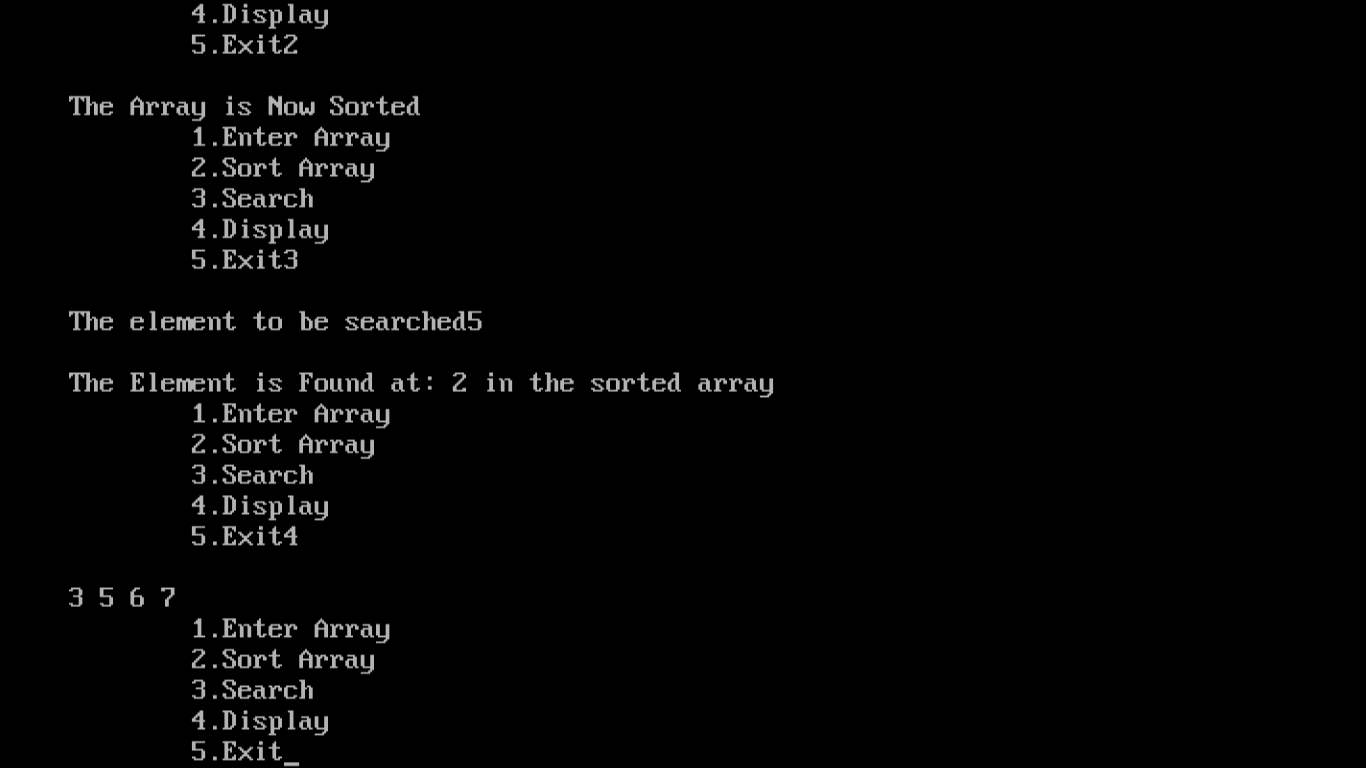 4.Display
5.Exit2
The Array is Now Sorted
1.Enter Array
2.Sort Array
3.Search
4.Display
5.Exit3
The element to be searched5
The Element is Found at: 2 in the sorted array
1.Enter Array
2.Sort Array
3.Search
4.Display
5.Exit4
3 5 6 7
1.Enter Array
2.Sort Array
3.Search
4.Display
5.Exit_